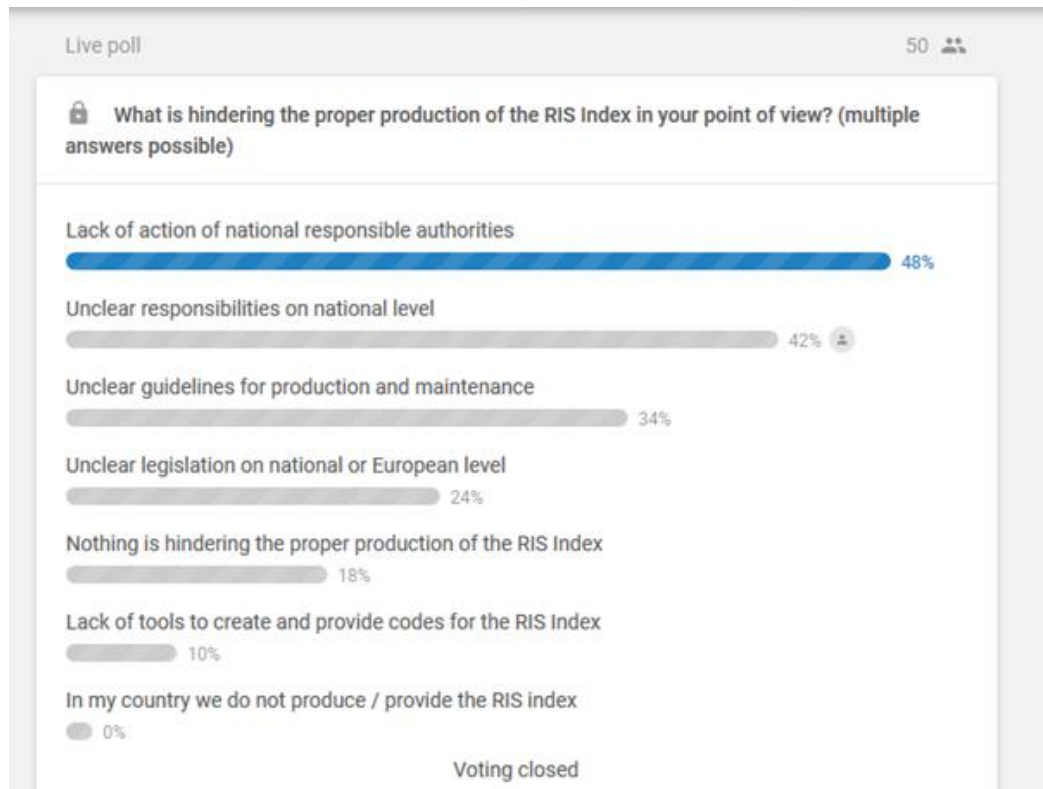 Live poll 50
What is hindering the proper production of the RIS Index in your point of view? (multiple
answers possible)
Lack of action of national responsible authorities
48%
Unclear responsibilities on national level
42%
Unclear guidelines for production and maintenance
34%
Unclear legislation on national or European level
24%
Nothing is hindering the proper production of the RIS Index
18%
Lack of tools to create and provide codes for the RIS Index
10%
In my country we do not produce / provide the RIS index
0%
Voting closed